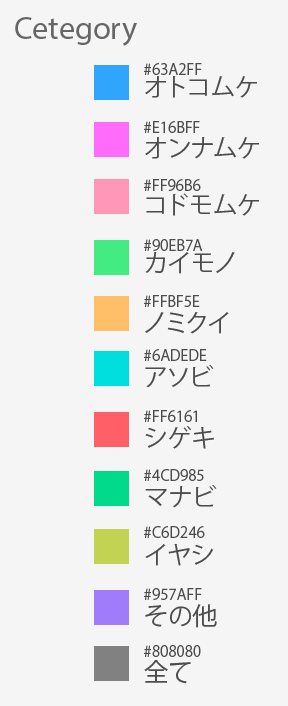 Cetegory
#63A2FF
オトコムケ
#E16BFF
オンナムケ
#FF96B6
コドモムケ
#90EB7A
カイモノ
#FFBF5E
ノミクイ
#6ADEDE
アソビ
#FF6161
シゲキ
#4CD985
マナビ
#C6D246
イヤシ
#957AFF
その他
#808080
全て